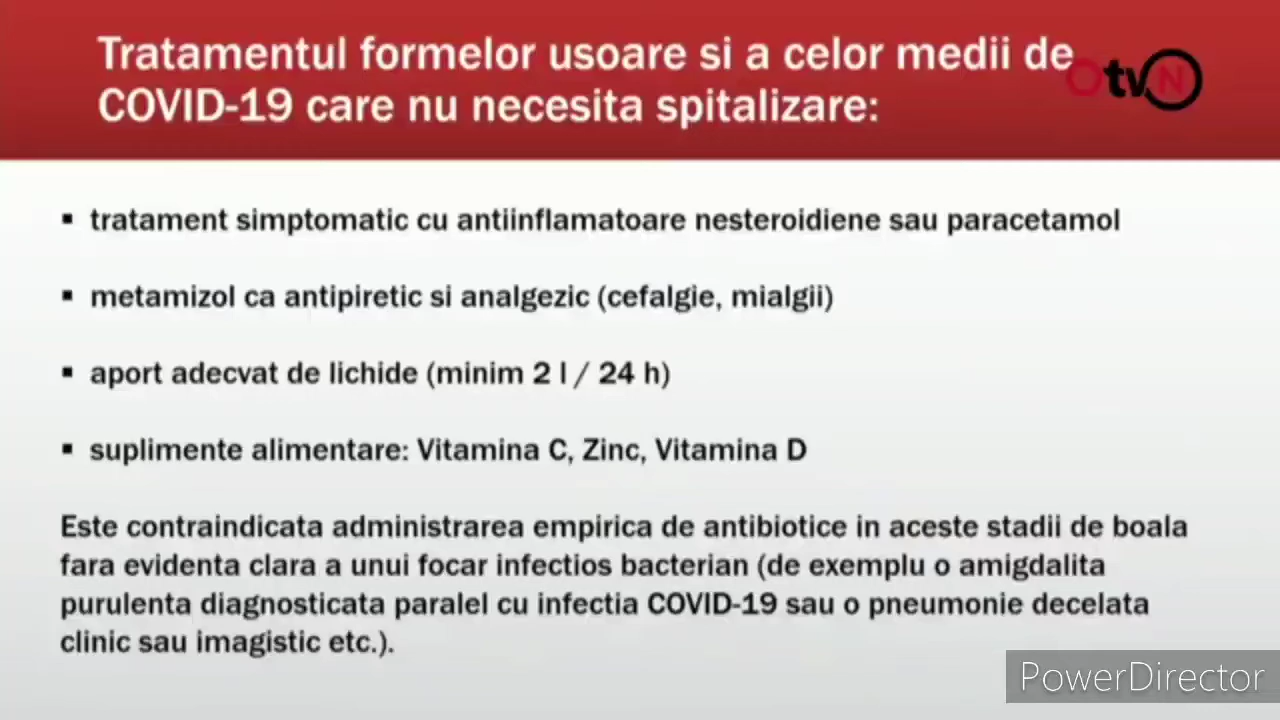 Tratamentul formelor usoare si a celor medii de
COVID-19 care nu necesita spitalizare:
OtvN
▪ tratament simptomatic cu antiinflamatoare nesteroidiene sau paracetamol
▪ metamizol ca antipiretic si analgezic (cefalgie, mialgii)
▪ aport adecvat de lichide (minim 2 l / 24 h)
▪ suplimente alimentare: Vitamina C, Zinc, Vitamina D
Este contraindicata administrarea empirica de antibiotice in aceste stadii de boala
fara evidenta clara a unui focar infectios bacterian (de exemplu o amigdalita
purulenta diagnosticata paralel cu infectia COVID-19 sau o pneumonie decelata
clinic sau imagistic etc.).
PowerDirector